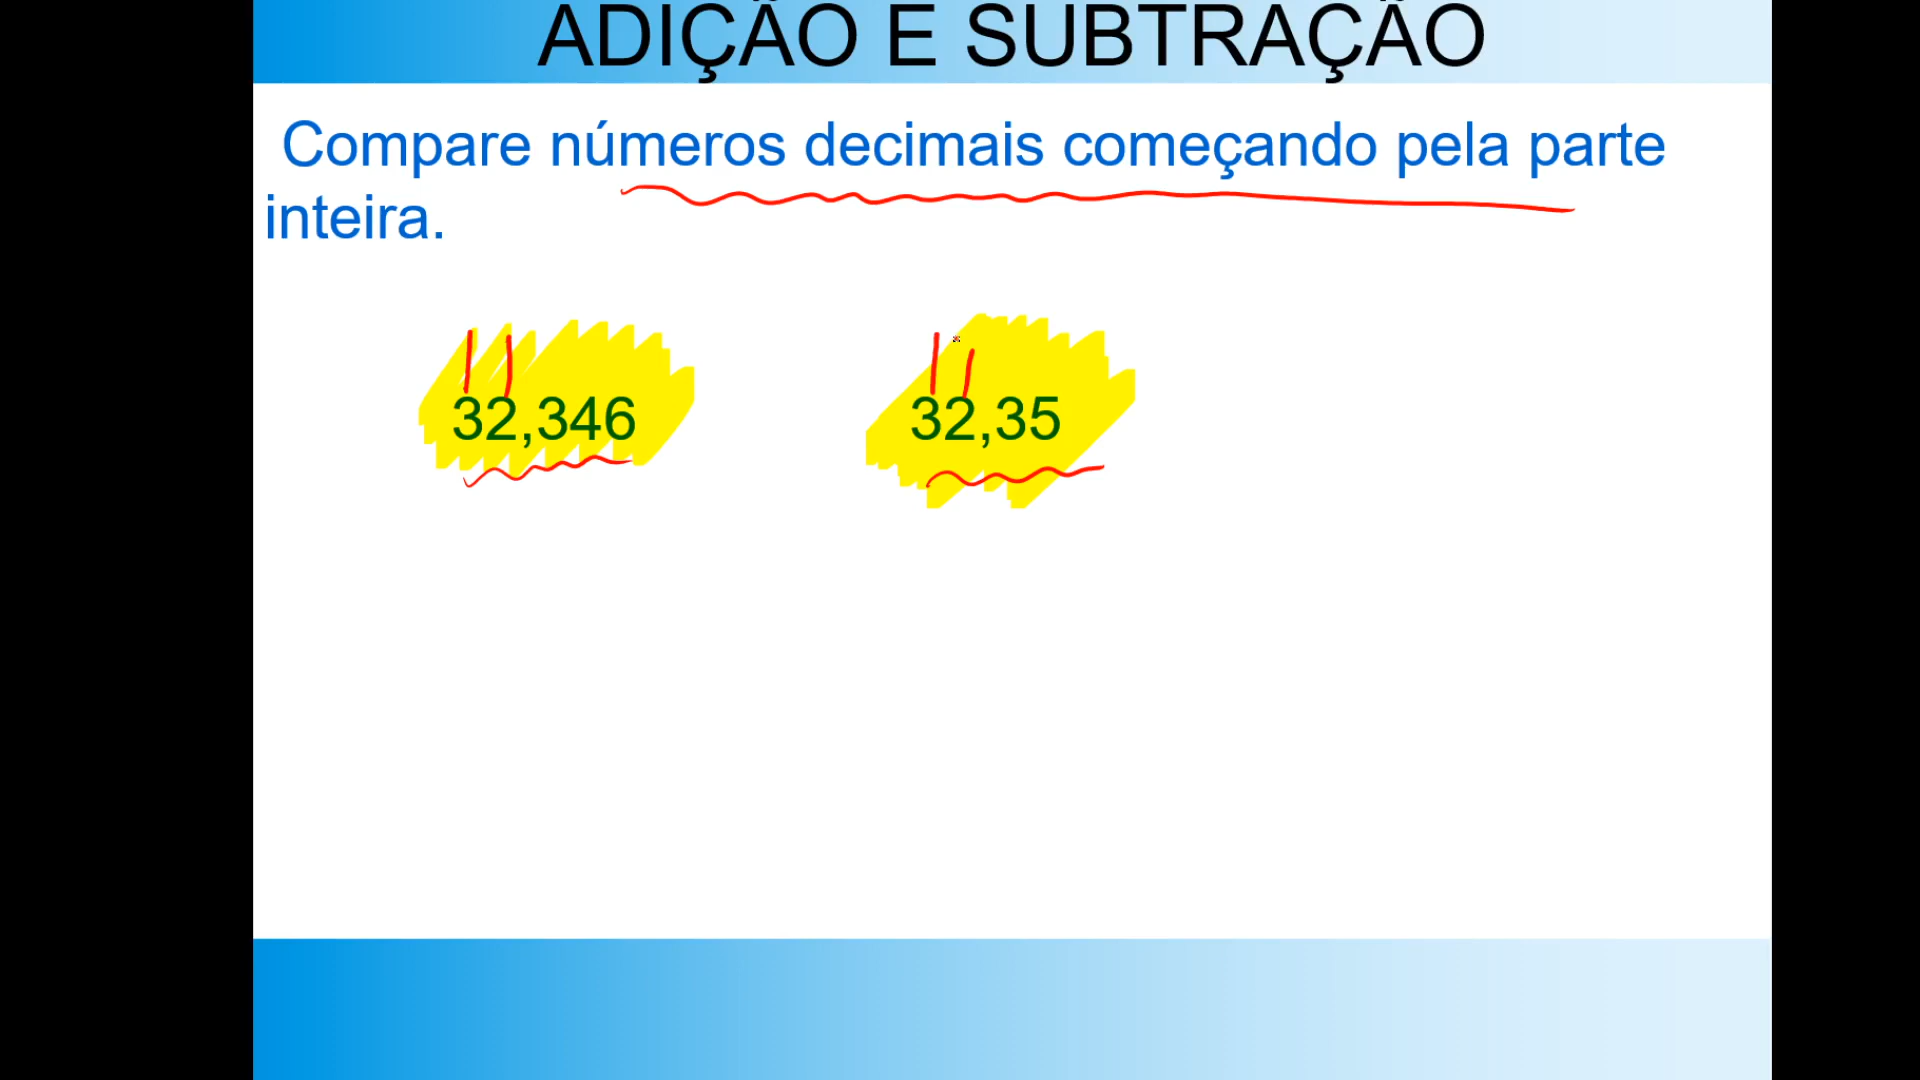 ADIÇÃO E SUBTRAÇÃO
Compare números decimais começando pela parte
inteira.
32,346 32,35